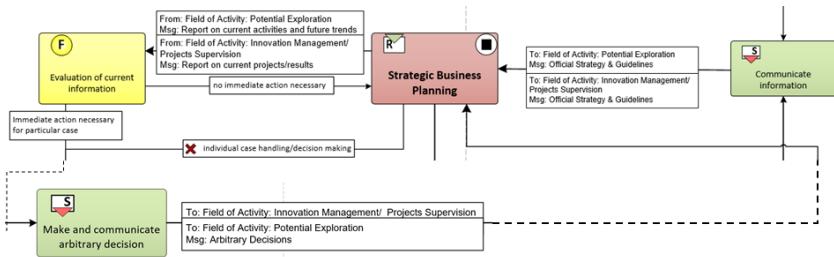 From: Field of Activity: Potential Exploration
Msg: Report on current activities and future trends
From: Field of Activity: Innovation Management/
Projects Supervision
Msg: Report on current projects/results
F
Evaluation of current
information
no immediate action necessary
R
Strategic Business
Planning
To: Field of Activity: Potential Exploration
Msg: Official Strategy & Guidelines
To: Field of Activity: Innovation Management/
Projects Supervision
Msg: Official Strategy & Guidelines
S
Communicate
information
Immediate action necessary
for particular case
individual case handling/decision making
S
Make and communicate
arbitrary decision
To: Field of Activity: Innovation Management/ Projects Supervision
To: Field of Activity: Potential Exploration
Msg: Arbitrary Decisions